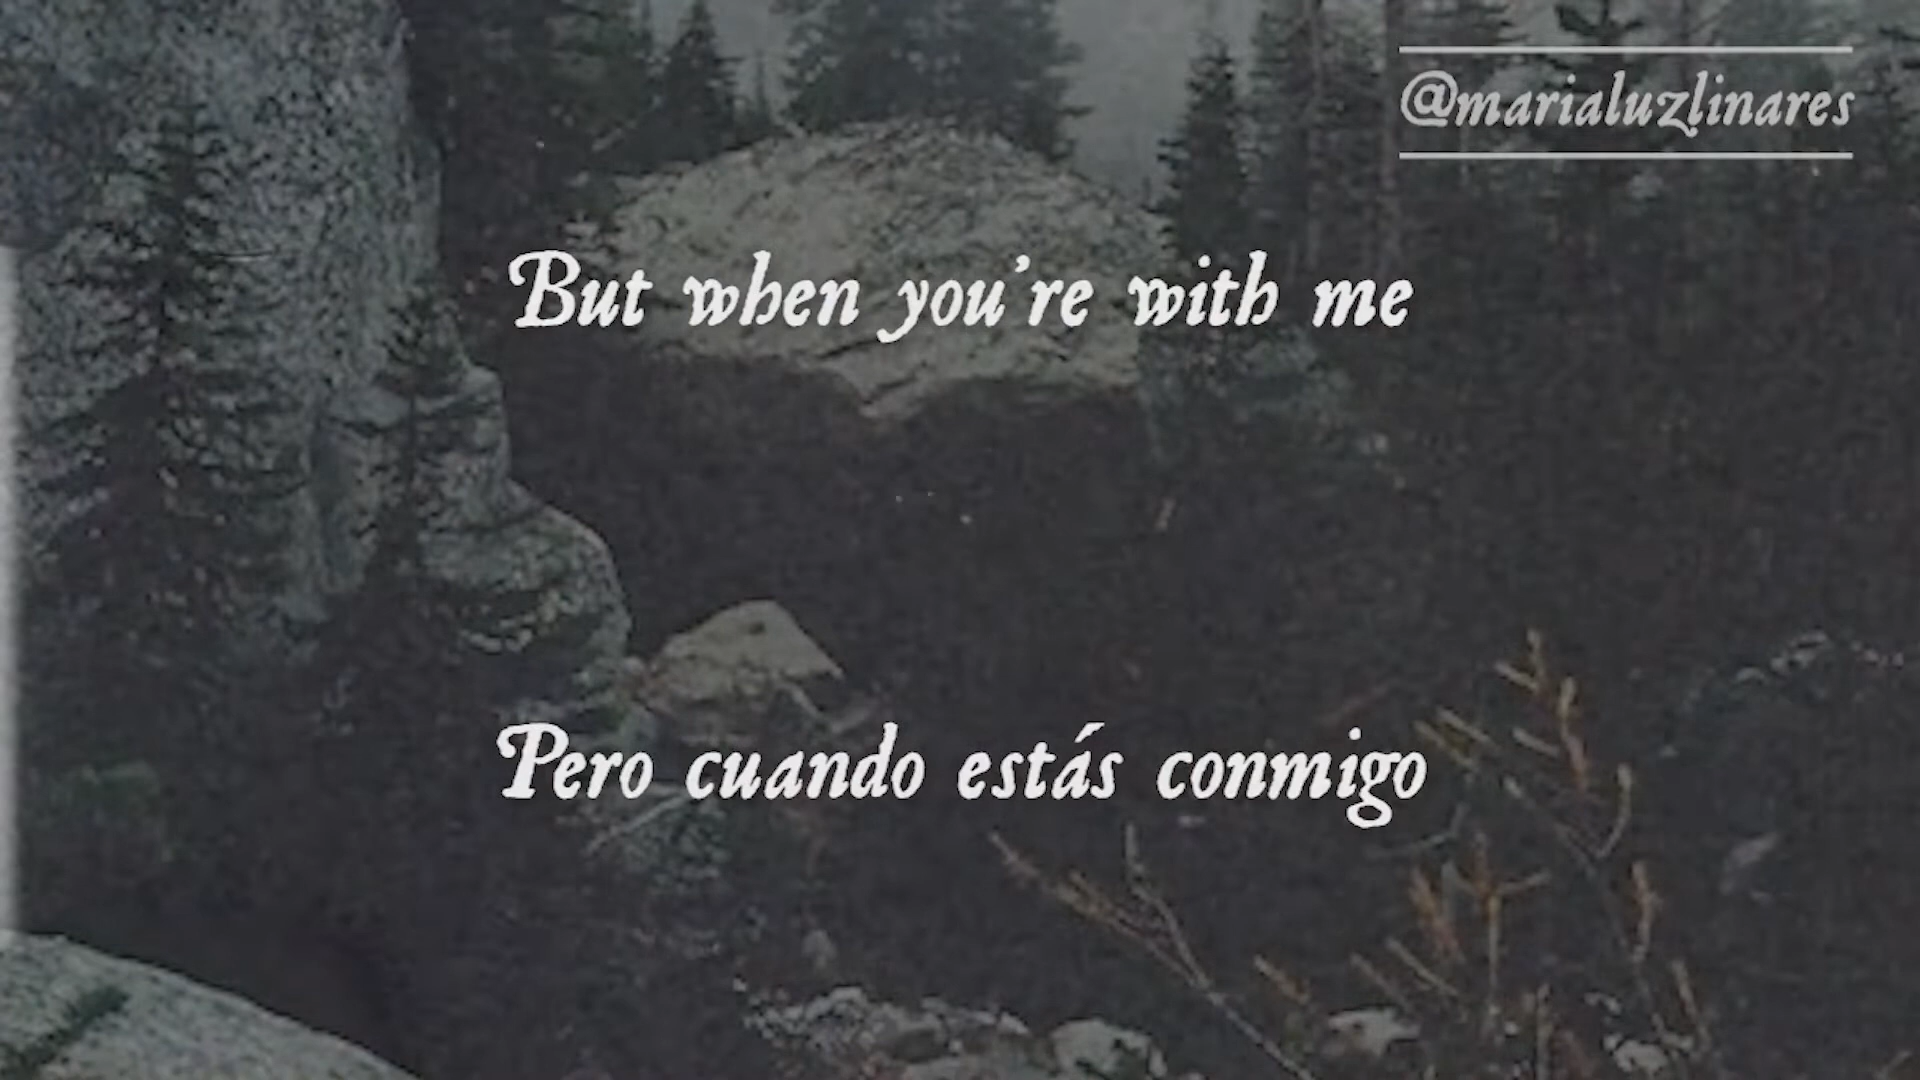 @marialuzlinares
But when you're with me
Pero cuando estás conmigo